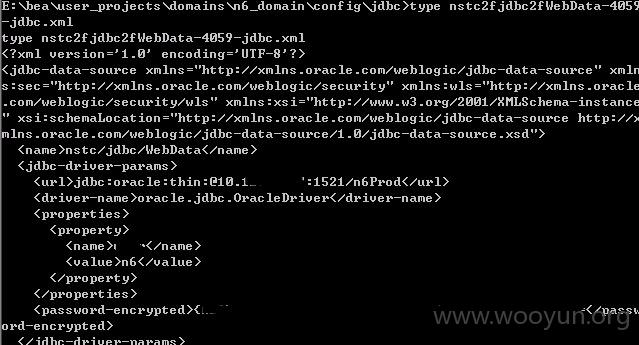 E:\bea\user_projects\domains\n6_domain\config\jdbc>type nstc2fjdbc2fWebData-4059
-jdbc.xml
type nstc2fjdbc2fWebData-4059-jdbc.xml
<?xml version='1.0' encoding='UTF-8'?>
<jdbc-data-source xmlns="http://xmlns.oracle.com/weblogic/jdbc-data-source" xmln
s:sec="http://xmlns.oracle.com/weblogic/security" xmlns:wls="http://xmlns.oracle
.com/weblogic/security/wls" xmlns:xsi="http://www.w3.org/2001/XMLSchema-instance
" xsi:schemaLocation="http://xmlns.oracle.com/weblogic/jdbc-data-source http://x
mlns.oracle.com/weblogic/jdbc-data-source/1.0/jdbc-data-source.xsd">
<name>nstc/jdbc/WebData</name>
<jdbc-driver-params>
<url>jdbc:oracle:thin:@10.1 :1521/n6Prod</url>
<driver-name>oracle.jdbc.OracleDriver</driver-name>
<properties>
<property>
<name> </name>
<value>n6</value>
</property>
</properties>
<password-encrypted> =</passw
ord-encrypted>
</jdbc-driver-params>
www.wooyun.org